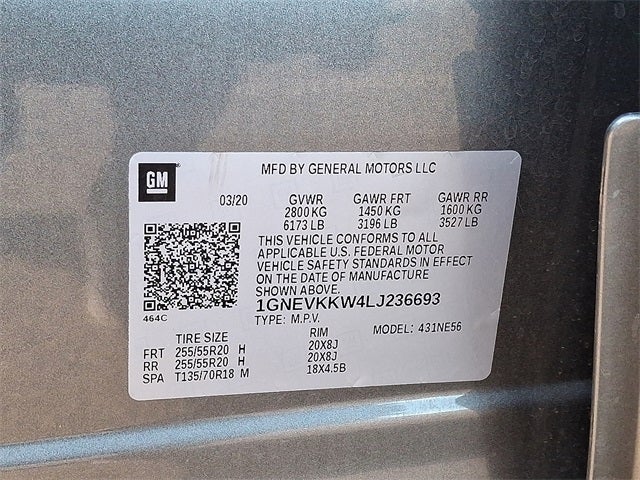 GM
MFD BY GENERAL MOTORS LLC
03/20 GVWR GAWR FRT GAWR RR
2800 KG 1450 KG 1600 KG
6173 LB 3196 LB 3527 LB
THIS VEHICLE CONFORMS TO ALL
APPLICABLE U.S. FEDERAL MOTOR
VEHICLE SAFETY STANDARDS IN EFFECT
ON THE DATE OF MANUFACTURE
SHOWN ABOVE.
1GNEVKKW4LJ236693
464C
TYPE: M.P.V. MODEL: 431NE56
TIRE SIZE RIM
FRT 255/55R20 H 20X8J
RR 255/55R20 H 20X8J
SPA T135/70R18 M 18X4.5B